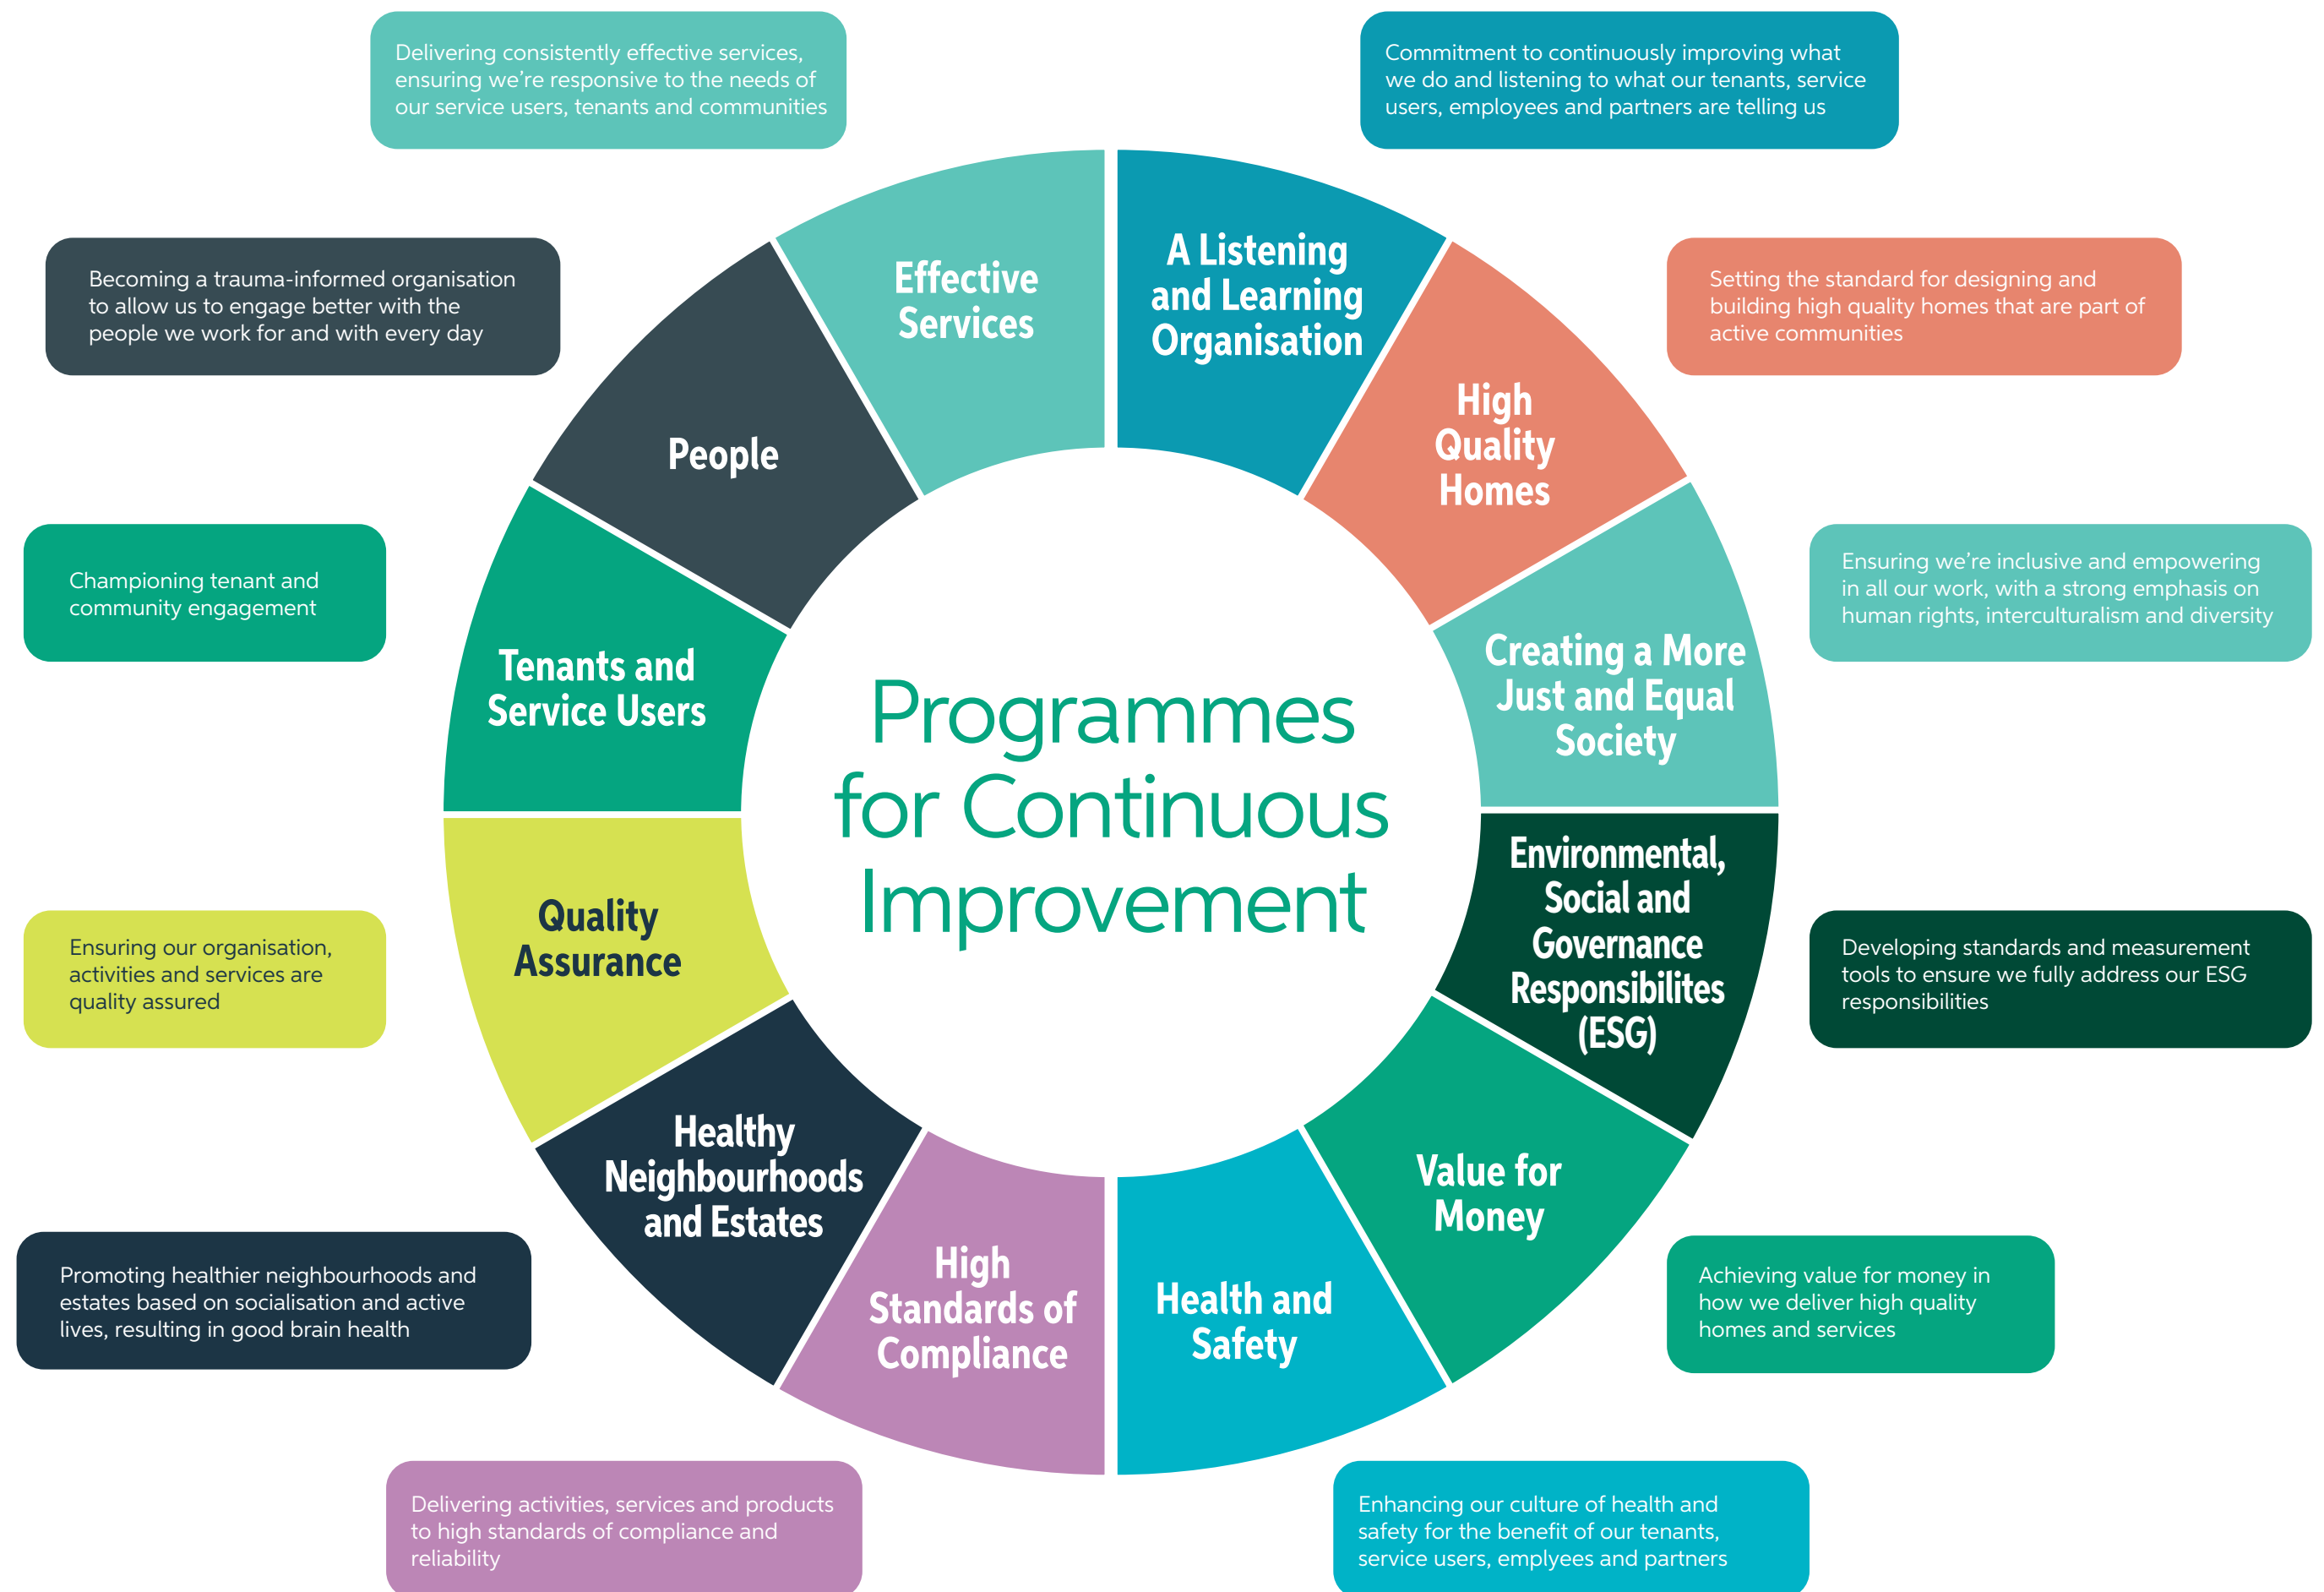 Delivering consistently effective services,
ensuring we're responsive to the needs of
our service users, tenants and communities
Commitment to continuously improving what
we do and listening to what our tenants, service
users, employees and partners are telling us
Becoming a trauma-informed organisation
to allow us to engage better with the
people we work for and with every day
Setting the standard for designing and
building high quality homes that are part of
active communities
Championing tenant and
community engagement
Ensuring we're inclusive and empowering
in all our work, with a strong emphasis on
human rights, interculturalism and diversity
Ensuring our organisation,
activities and services are
quality assured
Developing standards and measurement
tools to ensure we fully address our ESG
responsibilities
Promoting healthier neighbourhoods and
estates based on socialisation and active
lives, resulting in good brain health
Achieving value for money in
how we deliver high quality
homes and services
Delivering activities, services and products
to high standards of compliance and
reliability
Enhancing our culture of health and
safety for the benefit of our tenants,
service users, emplyees and partners
Effective
Services
A Listening
and Learning
Organisation
High
Quality
Homes
Creating a More
Just and Equal
Society
Environmental,
Social and
Governance
Responsibilites
(ESG)
Value for
Money
Health and
Safety
High
Standards of
Compliance
Healthy
Neighbourhoods
and Estates
Quality
Assurance
Tenants and
Service Users
People
Programmes
for Continuous
Improvement